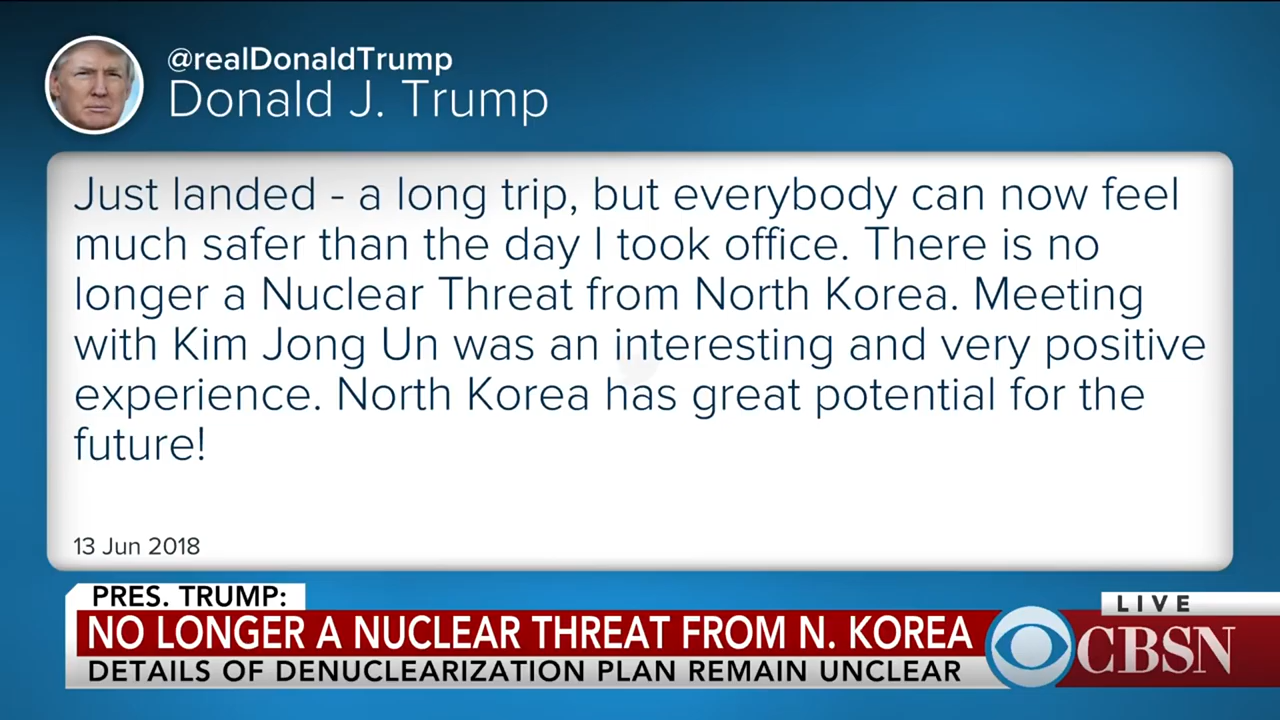 @realDonaldTrump
Donald J. Trump
Just landed - a long trip, but everybody can now feel
much safer than the day I took office. There is no
longer a Nuclear Threat from North Korea. Meeting
with Kim Jong Un was an interesting and very positive
experience. North Korea has great potential for the
future!
13 Jun 2018
PRES. TRUMP:
NO LONGER A NUCLEAR THREAT FROM N. KOREA
DETAILS OF DENUCLEARIZATION PLAN REMAIN UNCLEAR
LIVE
CBSN